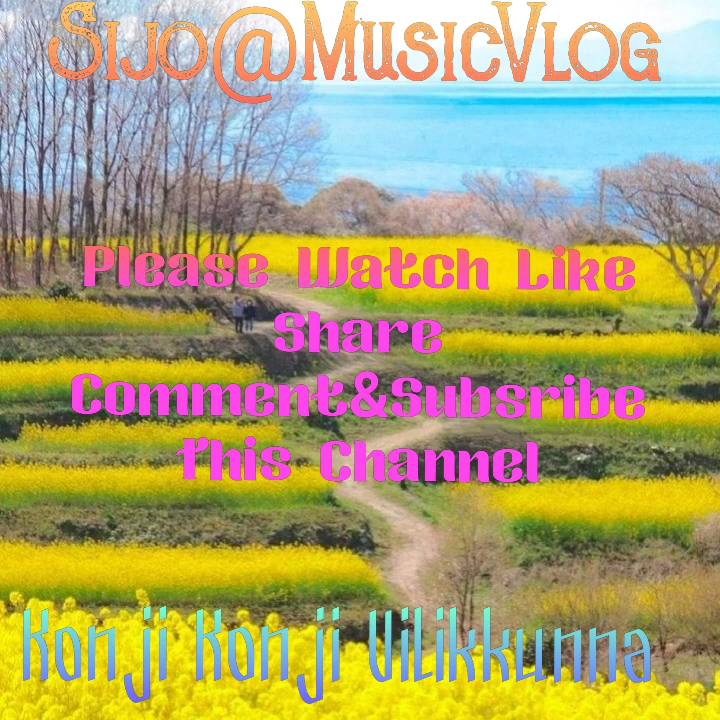 Sijo@MusicVlog
Please Watch Like
Share
Comment&Subsribe
This Channel
Konji Konji Vilikkunna